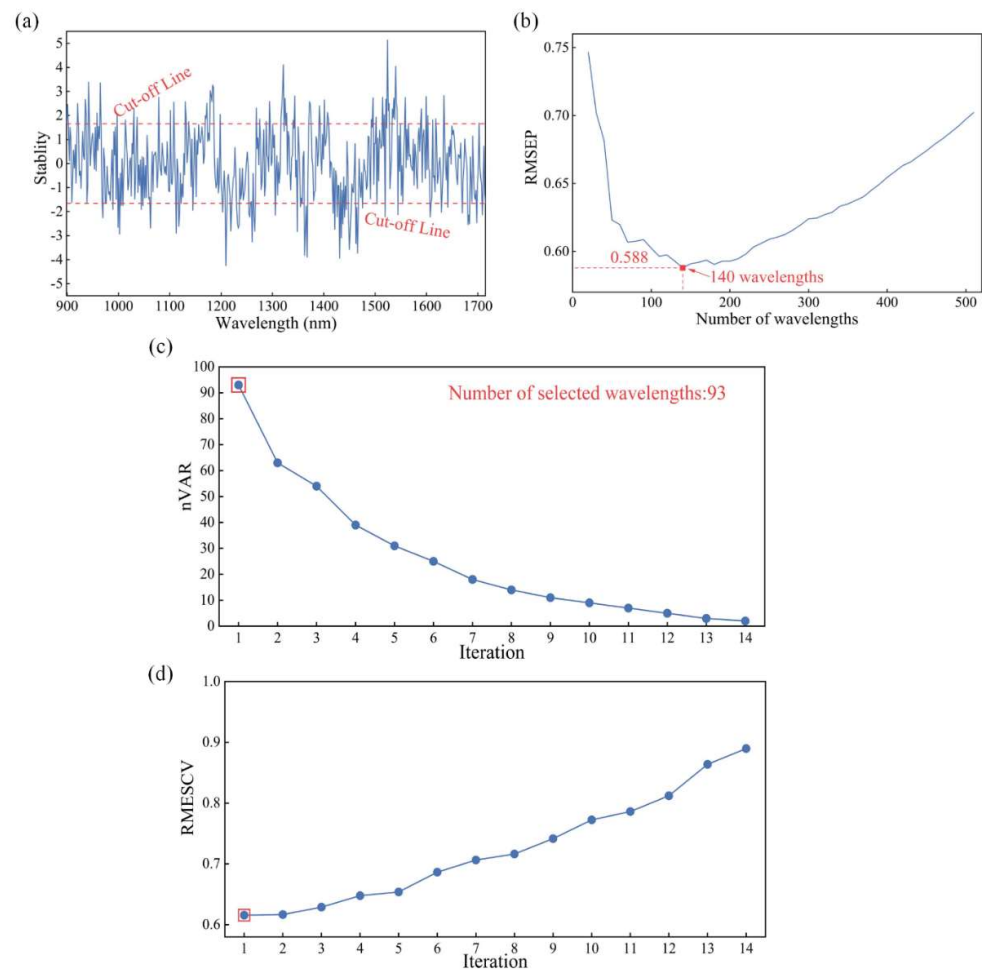 (a)
5
4
3
2
1
0
-1
-2
-3
-4
-5
Stablity
Cut-off Line
Cut-off Line
900 1000 1100 1200 1300 1400 1500 1600 1700
Wavelength (nm)
(b)
0.75
0.70
0.65
0.60
RMSEP
0.588
140 wavelengths
0 100 200 300 400 500
Number of wavelengths
(c)
100
90
80
70
60
50
40
30
20
10
0
nVAR
Number of selected wavelengths:93
1 2 3 4 5 6 7 8 9 10 11 12 13 14
Iteration
(d)
1.0
0.9
0.8
0.7
0.6
RMESCV
1 2 3 4 5 6 7 8 9 10 11 12 13 14
Iteration